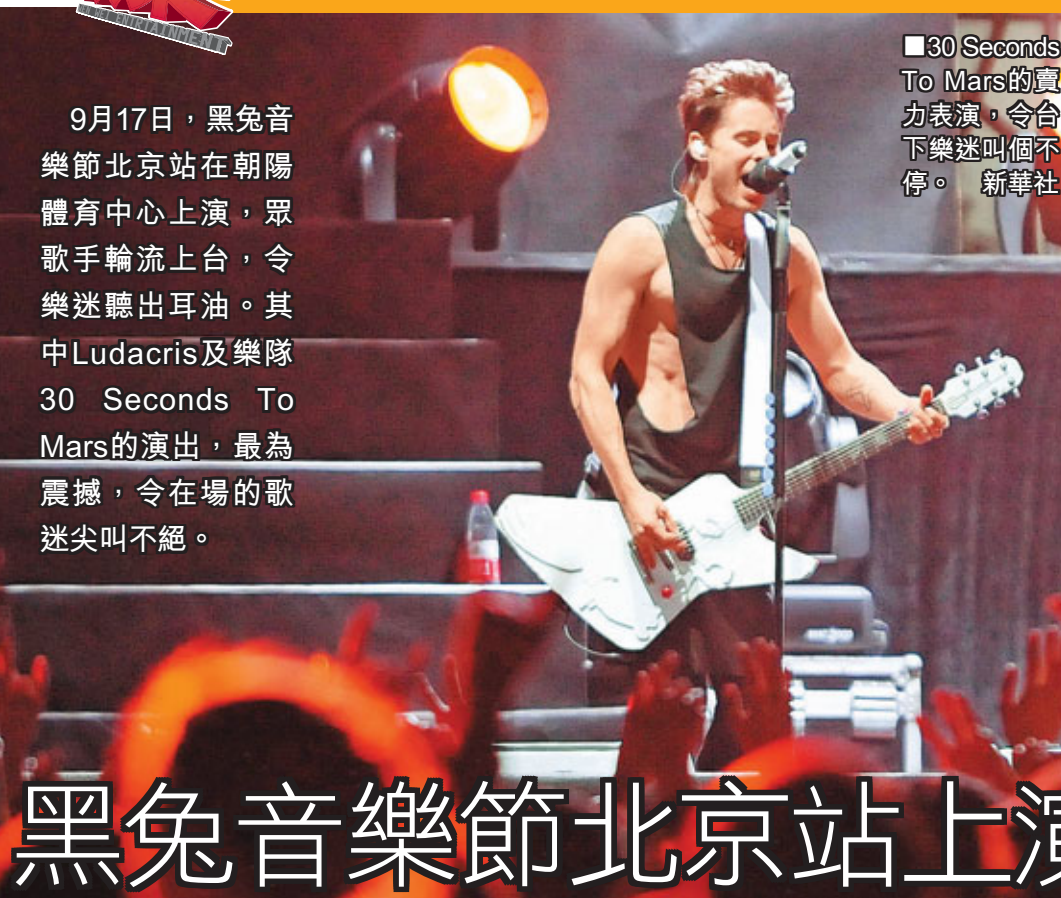 ENTERTAINMENT
■30 Seconds
To Mars的賣
力表演，令台
下樂迷叫個不
停。 新華社
9月17日，黑兔音
樂節北京站在朝陽
體育中心上演，眾
歌手輪流上台，令
樂迷聽出耳油。其
中Ludacris及樂隊
30 Seconds To
Mars的演出，最為
震撼，令在場的歌
迷尖叫不絕。
黑兔音樂節北京站上演